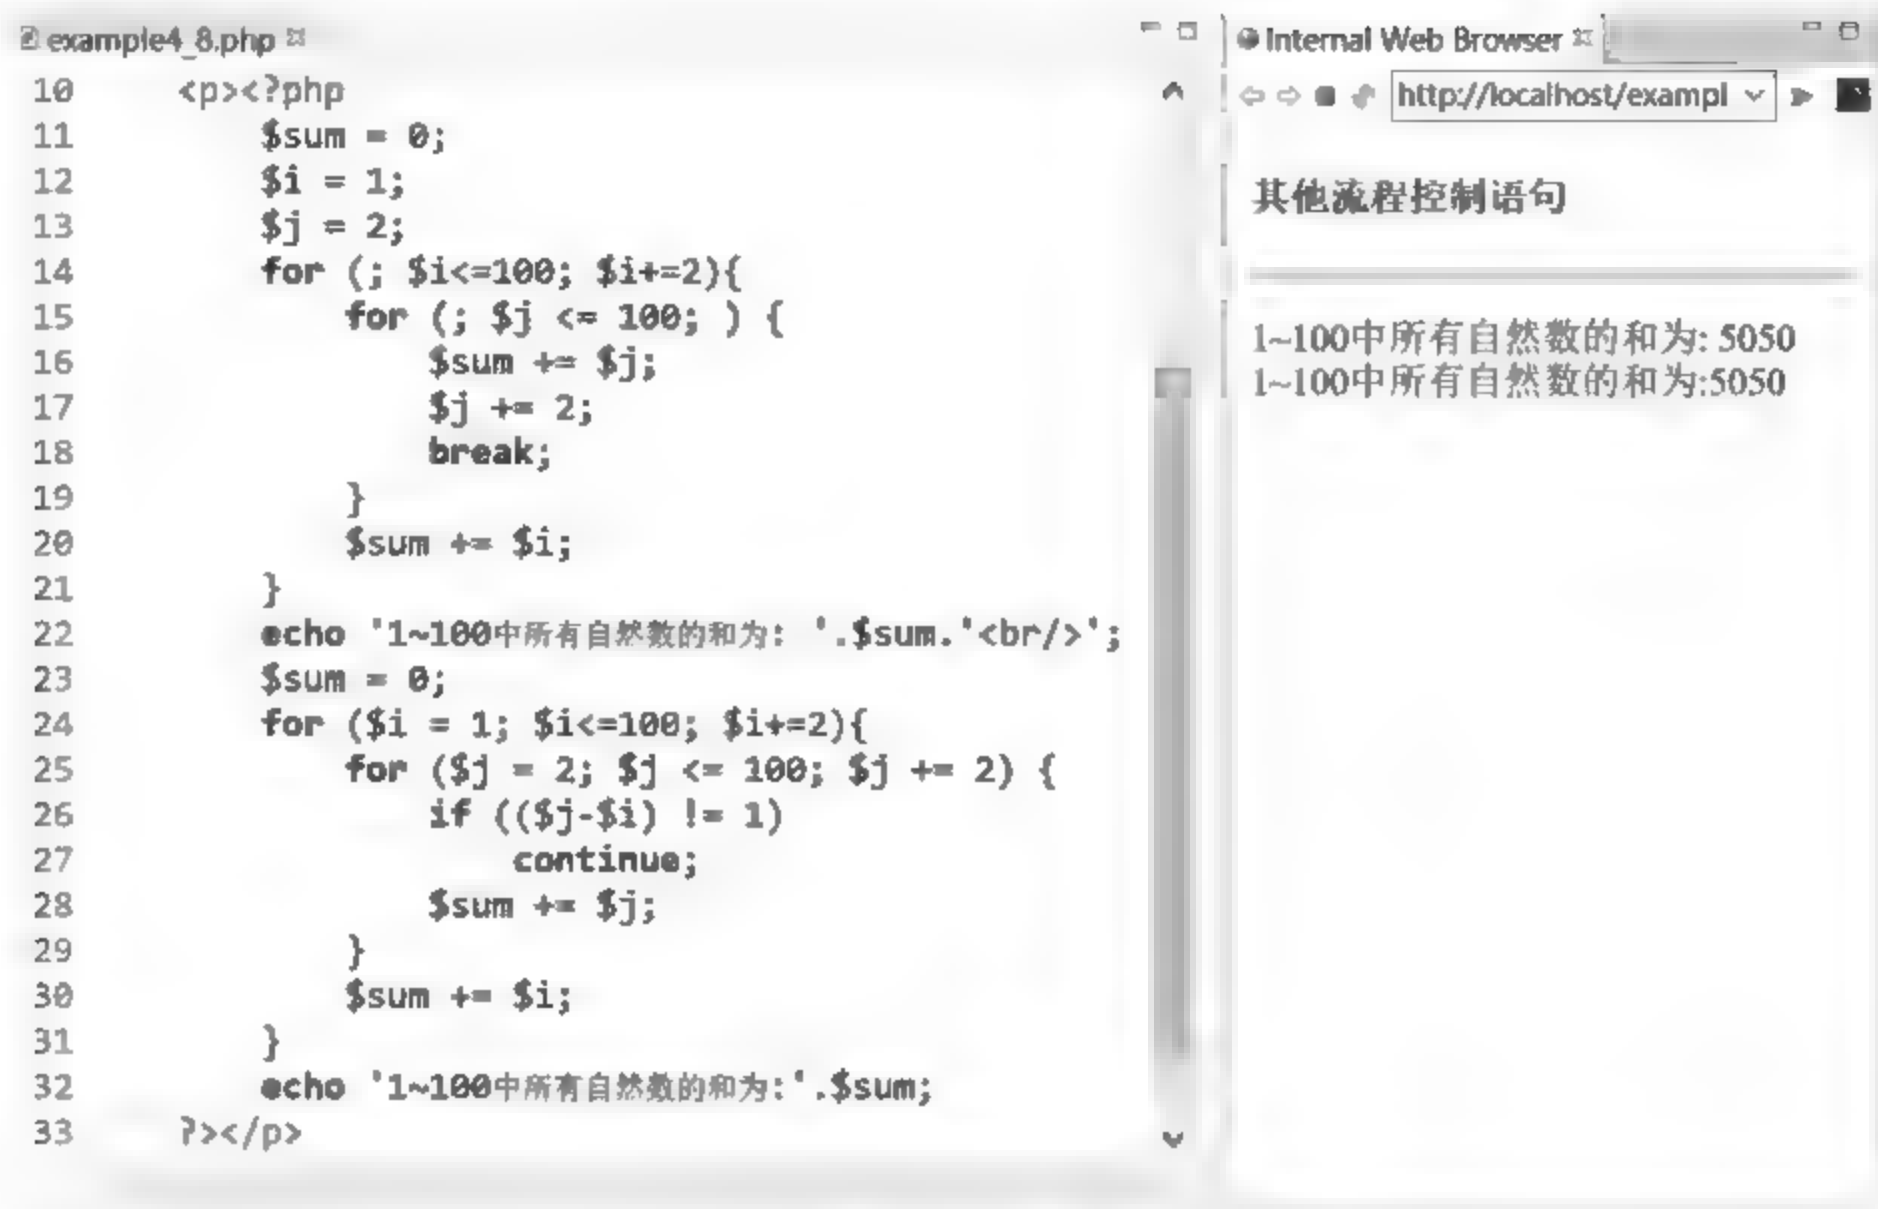 example4_8.php
10 <p><?php
11 $sum = 0;
12 $i = 1;
13 $j = 2;
14 for (; $i<=100; $i+=2){
15 for (; $j <= 100; ) {
16 $sum += $j;
17 $j += 2;
18 break;
19 }
20 $sum += $i;
21 }
22 echo '1~100中所有自然数的和为: '.$sum.'<br/>';
23 $sum = 0;
24 for ($i = 1; $i<=100; $i+=2){
25 for ($j = 2; $j <= 100; $j += 2) {
26 if (($j-$i) != 1)
27 continue;
28 $sum += $j;
29 }
30 $sum += $i;
31 }
32 echo '1~100中所有自然数的和为:'.$sum;
33 ?></p>
Internal Web Browser
http://localhost/exampl
其他流程控制语句
1~100中所有自然数的和为: 5050
1~100中所有自然数的和为:5050